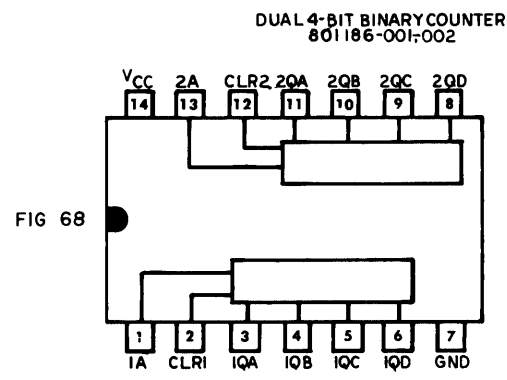 DUAL 4-BIT BINARY COUNTER
801186-001,-002
VCC 2A CLR2 2QA 2QB 2QC 2QD
14 13 12 11 10 9 8
FIG 68
1 2 3 4 5 6 7
1A CLR1 1QA 1QB 1QC 1QD GND